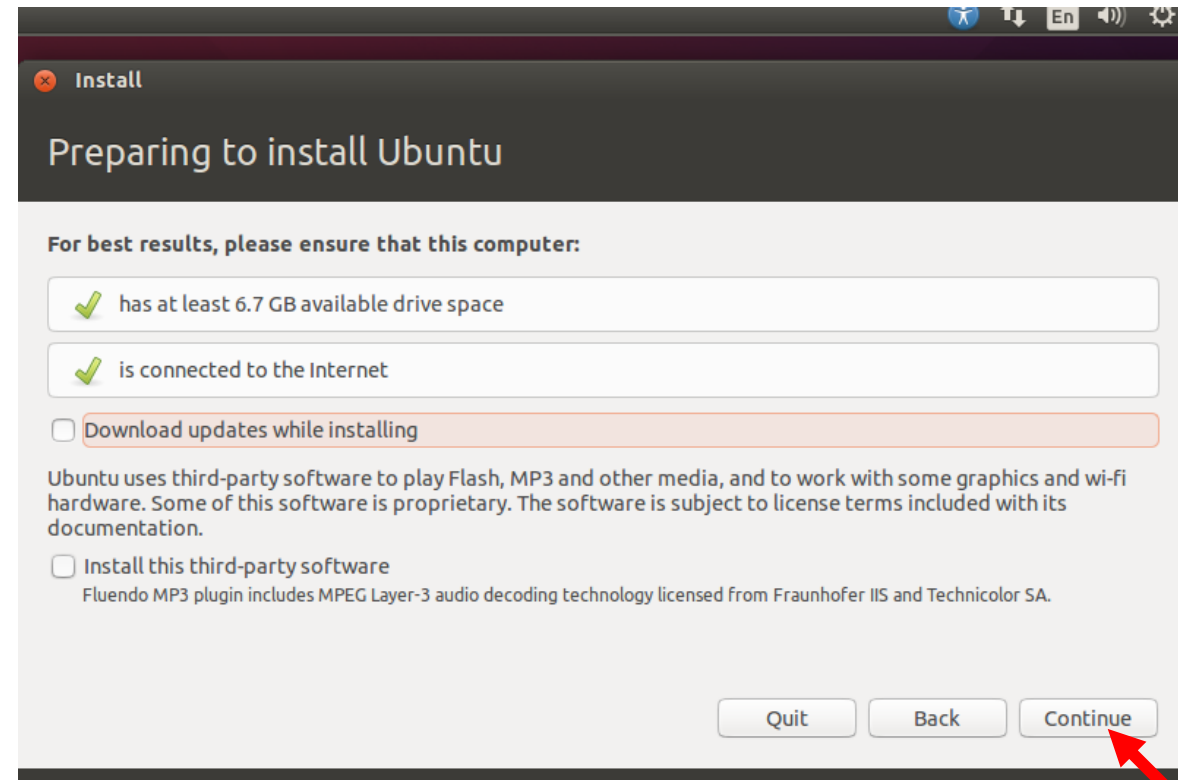 En
Install
Preparing to install Ubuntu
For best results, please ensure that this computer:
has at least 6.7 GB available drive space
is connected to the Internet
Download updates while installing
Ubuntu uses third-party software to play Flash, MP3 and other media, and to work with some graphics and wi-fi
hardware. Some of this software is proprietary. The software is subject to license terms included with its
documentation.
Install this third-party software
Fluendo MP3 plugin includes MPEG Layer-3 audio decoding technology licensed from Fraunhofer IIS and Technicolor SA.
Quit Back Continue